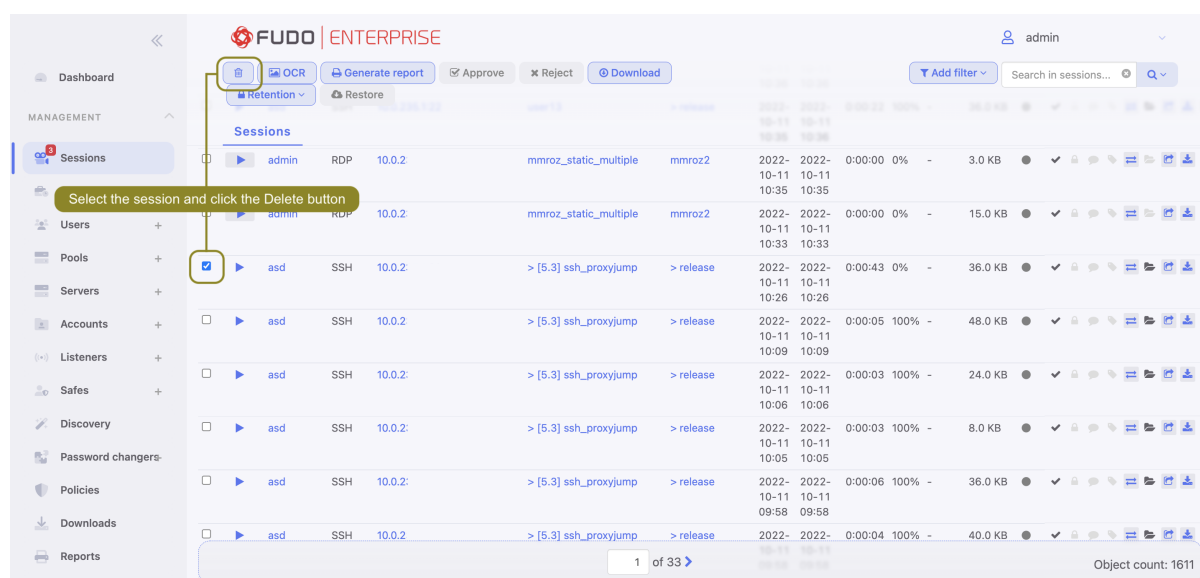 FUDO ENTERPRISE
admin
OCR Generate report Approve Reject Download Add filter Search in sessions...
Retention Restore
Dashboard
MANAGEMENT
Sessions
3 Sessions
admin RDP 10.0.2: mmroz_static_multiple mmroz2 2022- 2022- 0:00:00 0% - 3.0 KB
10-11 10-11
10:35 10:35
Select the session and click the Delete button
admin RDP 10.0.2: mmroz_static_multiple mmroz2 2022- 2022- 0:00:00 0% - 15.0 KB
10-11 10-11
10:33 10:33
Users +
Pools +
asd SSH 10.0.2: > [5.3] ssh_proxyjump > release 2022- 2022- 0:00:43 0% - 36.0 KB
10-11 10-11
10:26 10:26
Servers +
Accounts +
asd SSH 10.0.2 > [5.3] ssh_proxyjump > release 2022- 2022- 0:00:05 100% - 48.0 KB
10-11 10-11
10:09 10:09
Listeners +
Safes +
asd SSH 10.0.2: > [5.3] ssh_proxyjump > release 2022- 2022- 0:00:03 100% - 24.0 KB
10-11 10-11
10:06 10:06
Discovery
Password changers
asd SSH 10.0.2: > [5.3] ssh_proxyjump > release 2022- 2022- 0:00:03 100% - 8.0 KB
10-11 10-11
10:05 10:05
Policies
asd SSH 10.0.2: > [5.3] ssh_proxyjump > release 2022- 2022- 0:00:06 100% - 36.0 KB
10-11 10-11
09:58 09:58
Downloads
asd SSH 10.0.2 > [5.3] ssh_proxyjump > release 2022- 2022- 0:00:04 100% - 40.0 KB
Reports
1 of 33
Object count: 1611